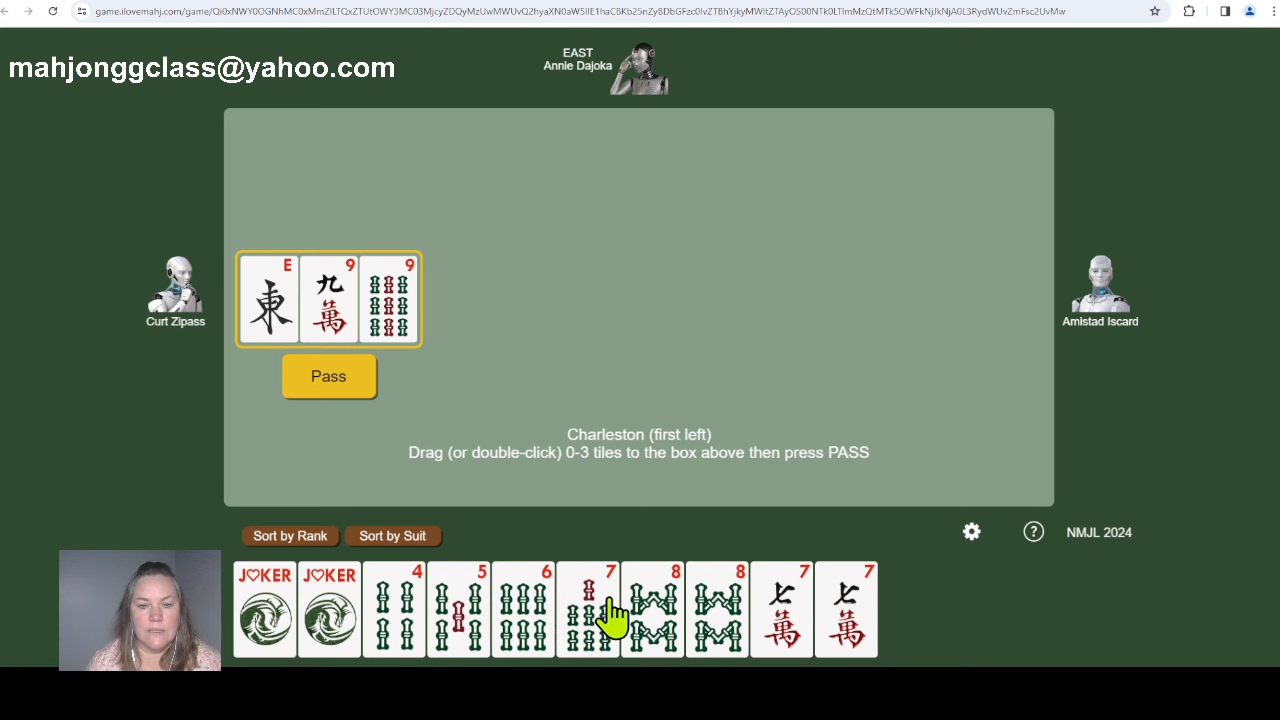 game.ilovemahj.com/game/Qi0xNWY0OGNhMC0xMmZlLTQxZTUtOWY3MC03MjcyZDQyMzUwMWUvQ2hyaXN0aW5lIE1haCBKb25nZyBDbGFzc0lvZTBhYjkyMWItZTAyOS00NTk0LTlmMzQtMTk5OWFkNjJkNjA0L3RydWUvZmFsc2UvMw
mahjonggclass@yahoo.com
EAST
Annie Dajoka
E 9 9
東 九萬
Curt Zipass
Amistad Iscard
Pass
Charleston (first left)
Drag (or double-click) 0-3 tiles to the box above then press PASS
Sort by Rank Sort by Suit
? NMJL 2024
JOKER JOKER 4 5 6 7 8 8 7 7
七萬 七萬